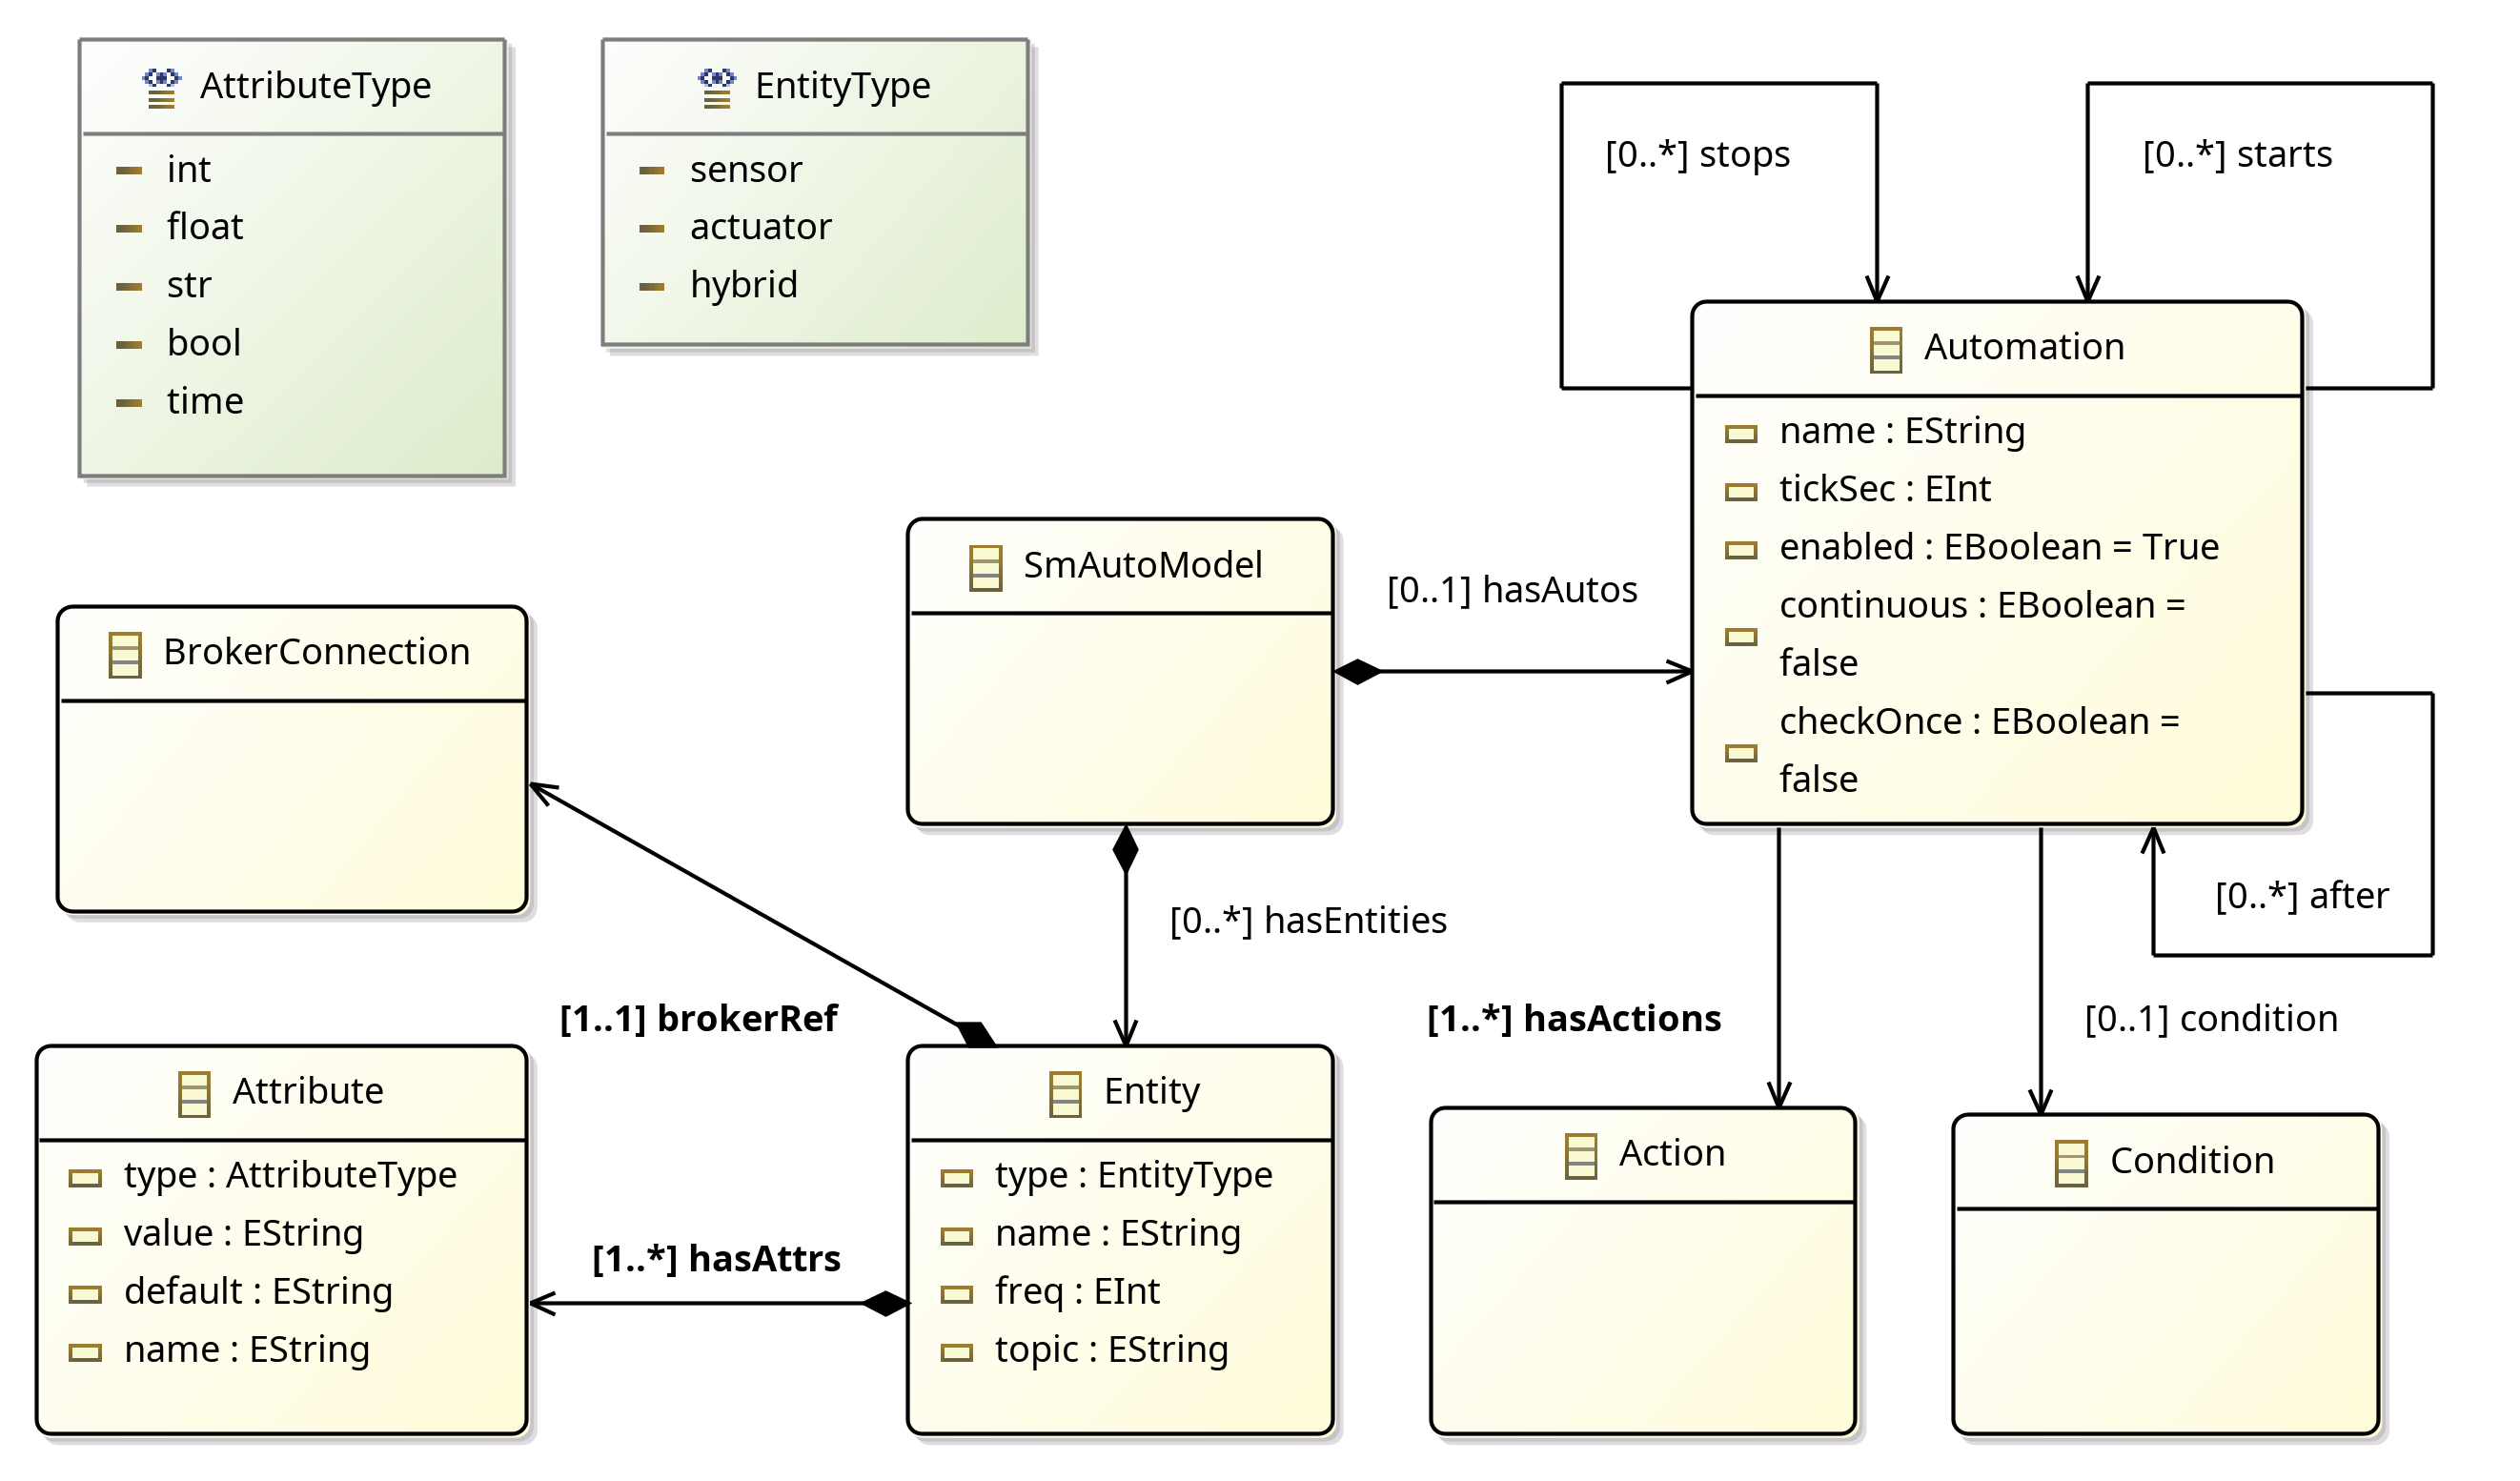 AttributeType
int
float
str
bool
time
EntityType
sensor
actuator
hybrid
[0..*] stops
[0..*] starts
Automation
name : EString
tickSec : EInt
enabled : EBoolean = True
continuous : EBoolean =
false
checkOnce : EBoolean =
false
SmAutoModel
[0..1] hasAutos
BrokerConnection
[0..*] hasEntities
[0..*] after
[1..1] brokerRef
[1..*] hasActions
[0..1] condition
Attribute
type : AttributeType
value : EString
default : EString
name : EString
[1..*] hasAttrs
Entity
type : EntityType
name : EString
freq : EInt
topic : EString
Action
Condition